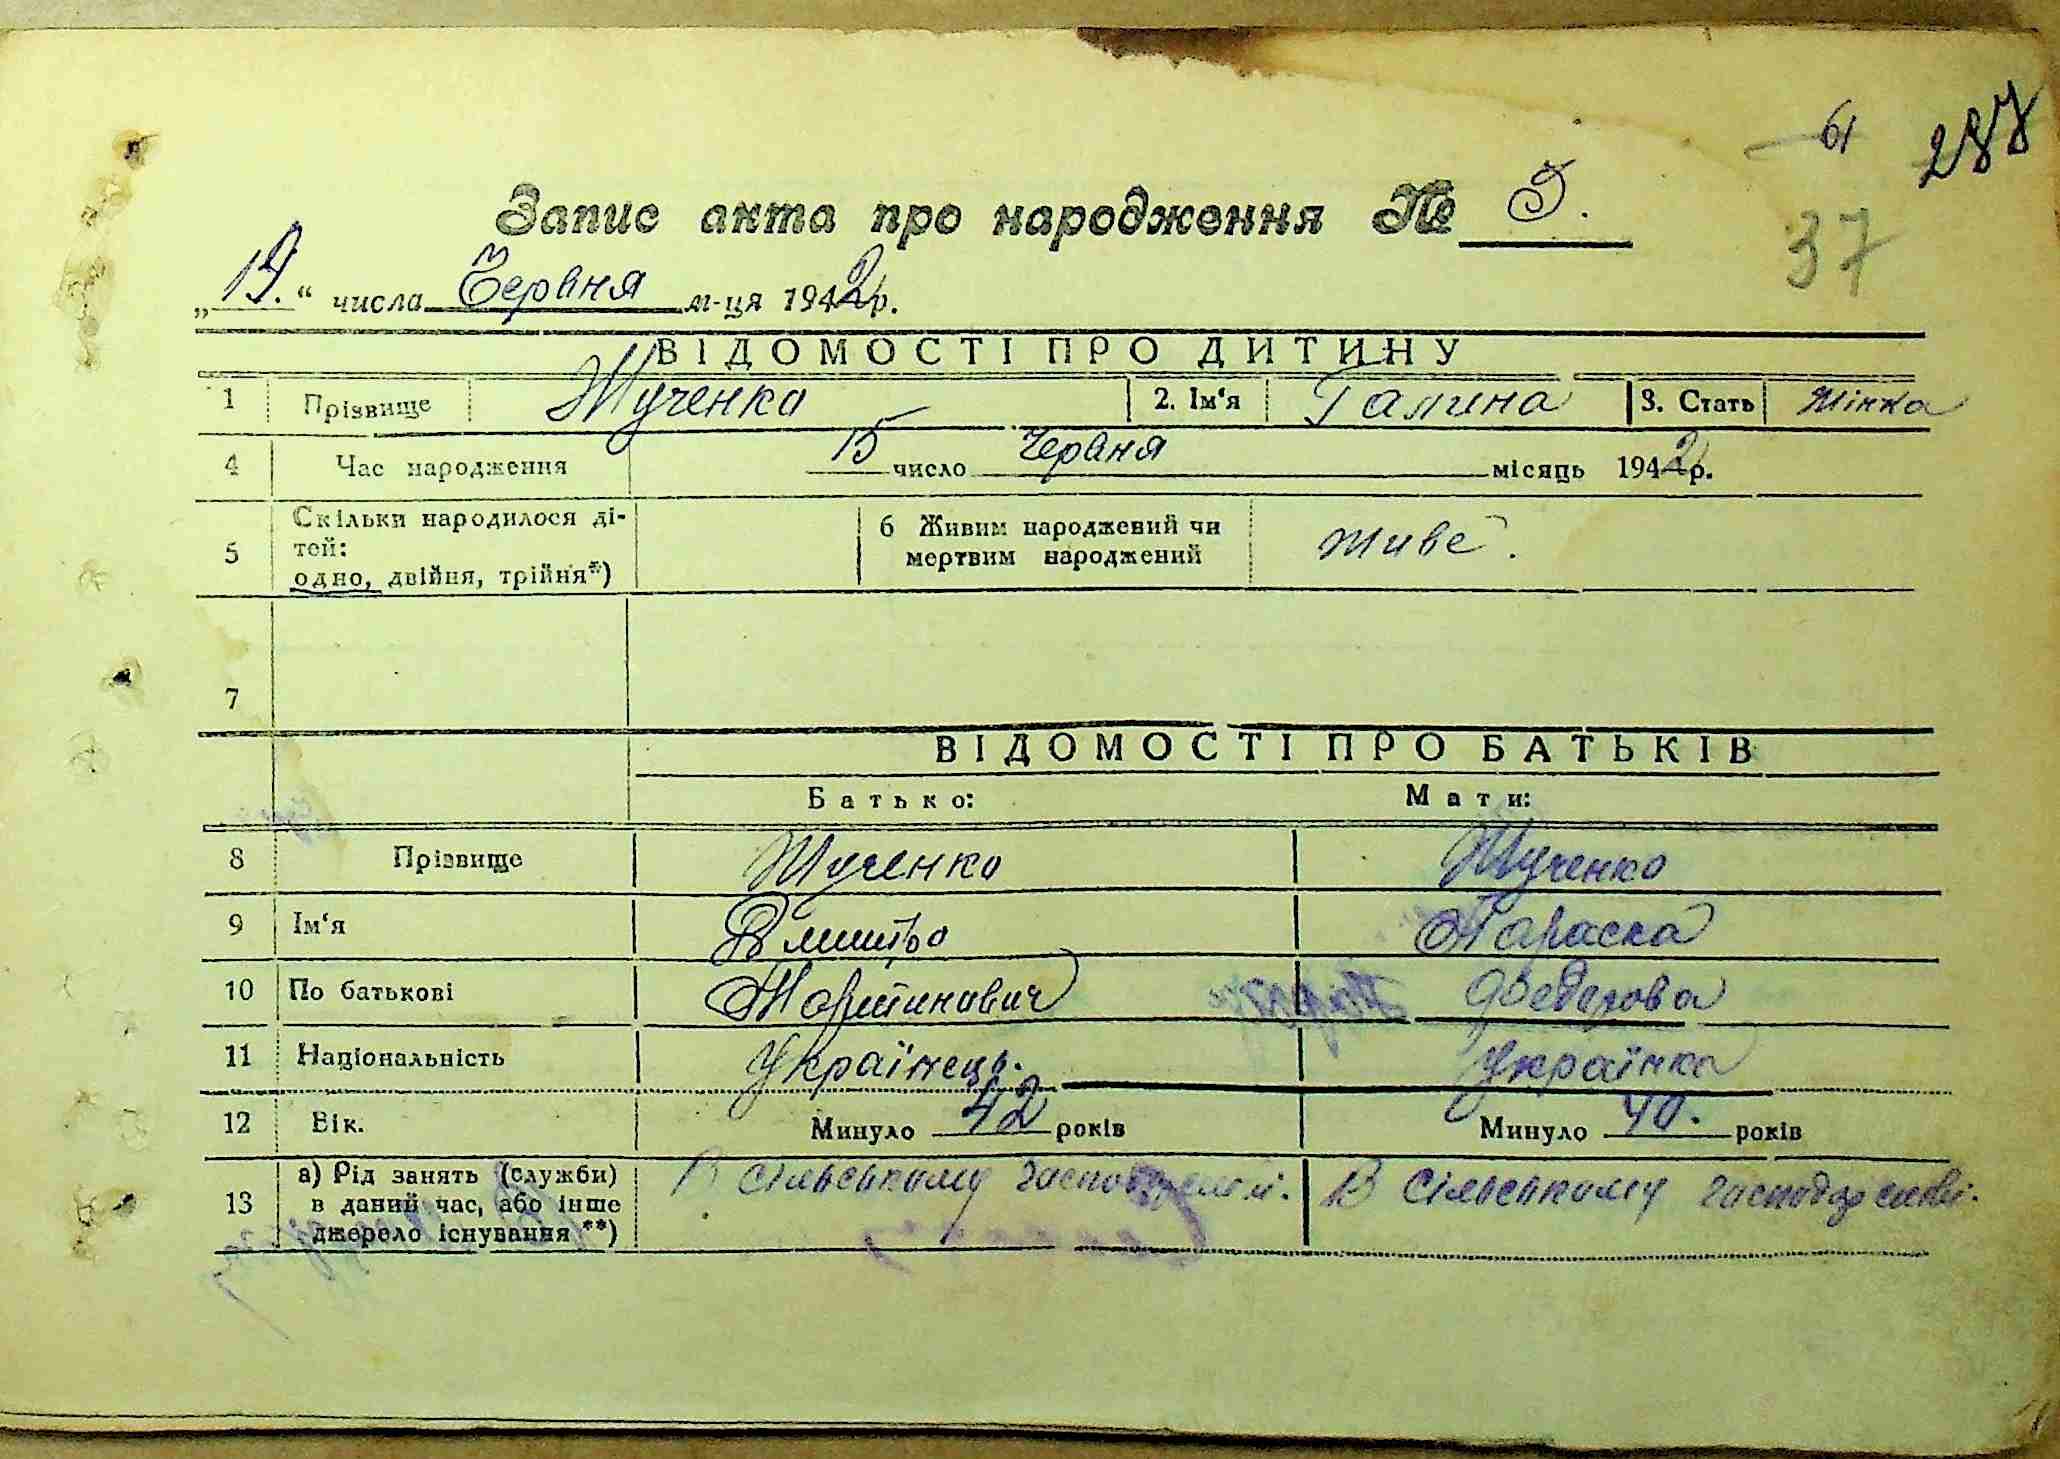 61 287
Запис акта про народження № 5.
37
„19.“ числа Червня м-ця 1942 р.
ВІДОМОСТІ ПРО ДИТИНУ
1 Прізвище Жученко 2. Ім'я Галина 3. Стать жінка
4 Час народження 15 число Червня місяць 1942 р.
5 Скільки народилося ді-
тей:
одно, двійня, трійня*)
6 Живим народжений чи
мертвим народжений
живе.
7
ВІДОМОСТІ ПРО БАТЬКІВ
Батько: Мати:
8 Прізвище Жученко Жученко
9 Ім'я Дмитро Параска
10 По батькові Мартинович Федорова
11 Національність Українець. Українка
12 Вік. Минуло 42 років Минуло 40. років
13 а) Рід занять (служби)
в даний час, або інше
джерело існування **)
В сільському В сільському господарстві.